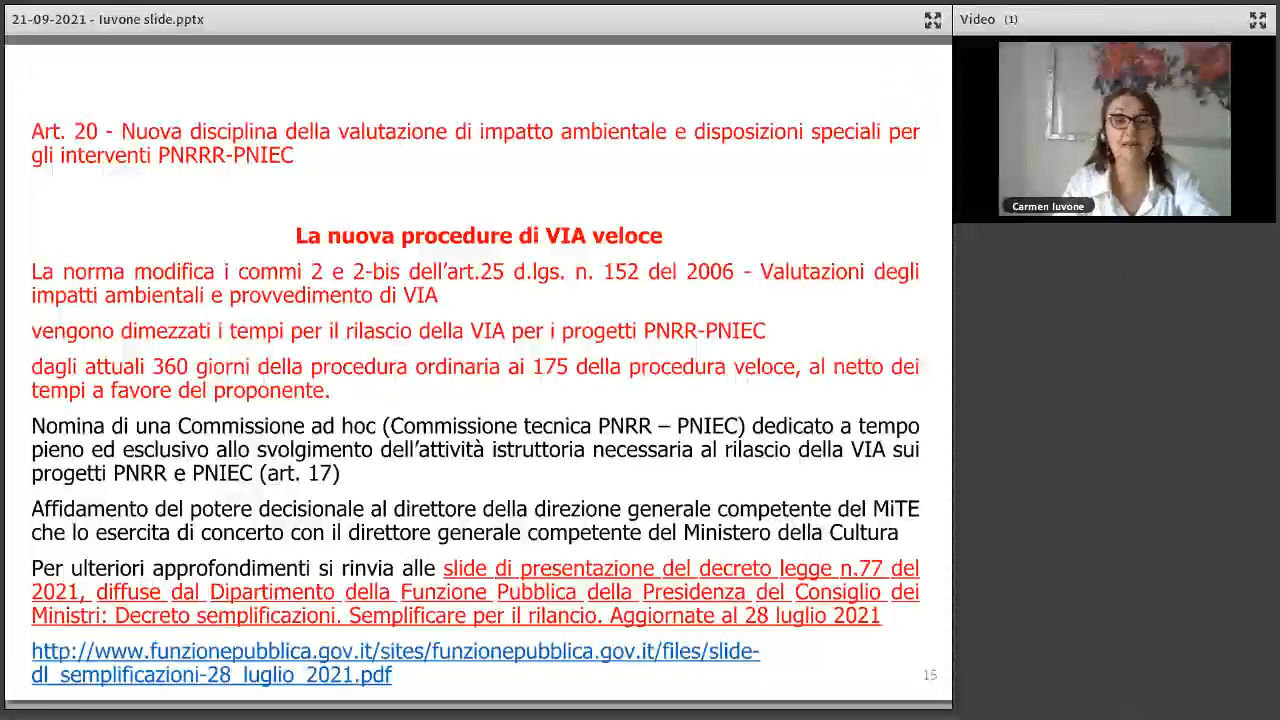 21-09-2021 - Iuvone slide.pptx
Video (1)
Carmen Iuvone
Art. 20 - Nuova disciplina della valutazione di impatto ambientale e disposizioni speciali per
gli interventi PNRRR-PNIEC
La nuova procedure di VIA veloce
La norma modifica i commi 2 e 2-bis dell’art.25 d.lgs. n. 152 del 2006 - Valutazioni degli
impatti ambientali e provvedimento di VIA
vengono dimezzati i tempi per il rilascio della VIA per i progetti PNRR-PNIEC
dagli attuali 360 giorni della procedura ordinaria ai 175 della procedura veloce, al netto dei
tempi a favore del proponente.
Nomina di una Commissione ad hoc (Commissione tecnica PNRR – PNIEC) dedicato a tempo
pieno ed esclusivo allo svolgimento dell’attività istruttoria necessaria al rilascio della VIA sui
progetti PNRR e PNIEC (art. 17)
Affidamento del potere decisionale al direttore della direzione generale competente del MiTE
che lo esercita di concerto con il direttore generale competente del Ministero della Cultura
Per ulteriori approfondimenti si rinvia alle slide di presentazione del decreto legge n.77 del
2021, diffuse dal Dipartimento della Funzione Pubblica della Presidenza del Consiglio dei
Ministri: Decreto semplificazioni. Semplificare per il rilancio. Aggiornate al 28 luglio 2021
http://www.funzionepubblica.gov.it/sites/funzionepubblica.gov.it/files/slide-
dl_semplificazioni-28_luglio_2021.pdf
15